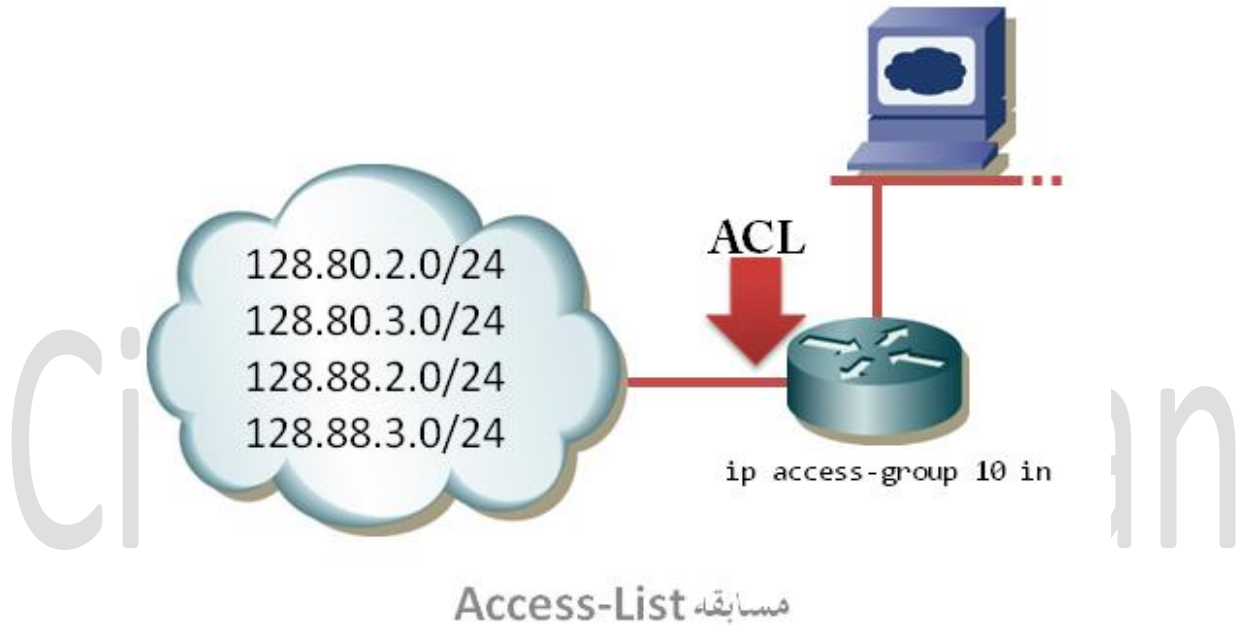 ACL
128.80.2.0/24
128.80.3.0/24
128.88.2.0/24
128.88.3.0/24
ip access-group 10 in
مسابقه Access-List